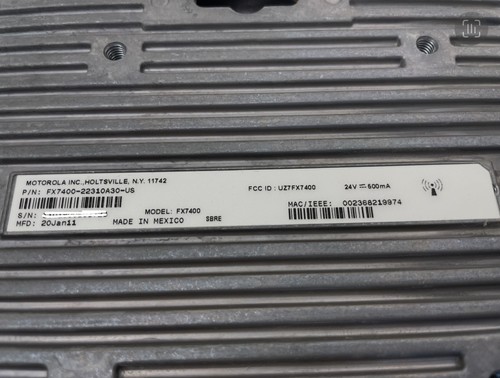 MOTOROLA INC.,HOLTSVILLE, N.Y. 11742
P/N: FX7400-22310A30-US
FCC ID : UZ7FX7400 24V ⎓ 600mA
S/N:
MODEL: FX7400
MAC/IEEE: 002368219974
MFD: 20Jan11 MADE IN MEXICO SBRE